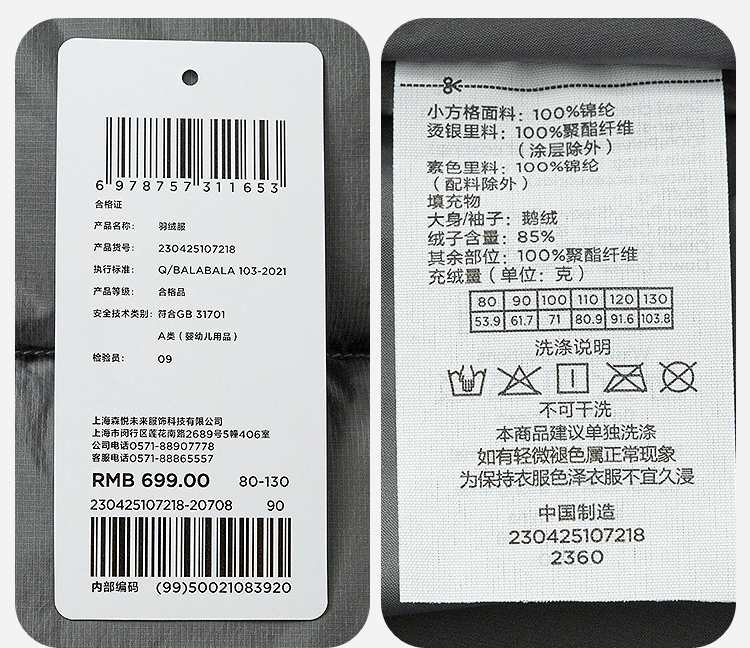 6 978757 311653
合格证
产品名称： 羽绒服
产品货号： 230425107218
执行标准： Q/BALABALA 103-2021
产品等级： 合格品
安全技术类别： 符合GB 31701
A类（婴幼儿用品）
检验员： 09
上海森悦未来服饰科技有限公司
上海市闵行区莲花南路2689号5幢406室
公司电话0571-88907778
客服电话0571-88865557
RMB 699.00 80-130
230425107218-20708 90
内部编码 (99)50021083920
小方格面料：100%锦纶
烫银里料：100%聚酯纤维
（涂层除外）
素色里料：100%锦纶
（配料除外）
填充物
大身/袖子：鹅绒
绒子含量：85%
其余部位：100%聚酯纤维
充绒量（单位：克）
80 90 100 110 120 130
53.9 61.7 71 80.9 91.6 103.8
洗涤说明
不可干洗
本商品建议单独洗涤
如有轻微褪色属正常现象
为保持衣服色泽衣服不宜久浸
中国制造
230425107218
2360